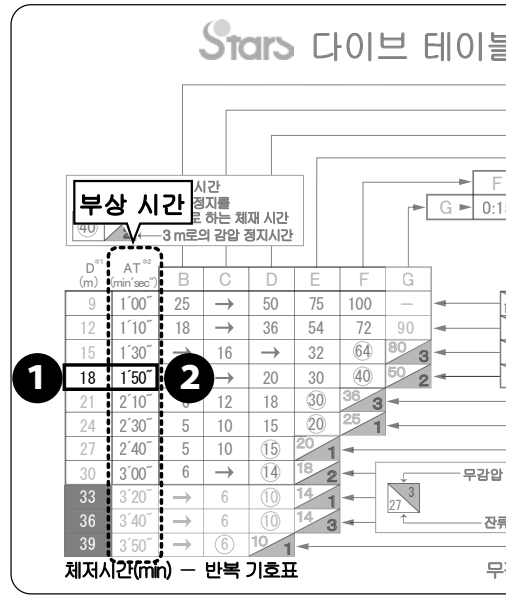 Stars 다이브 테이블
시간
정지를
로 하는 체재 시간
3 m로의 감압 정지시간
40
부상 시간
F
G ► 0:15
D*1 (m) AT*2 (min´sec˝) B C D E F G
9 1´00˝ 25 → 50 75 100 —
12 1´10˝ 18 → 36 54 72 90
15 1´30˝ → 16 → 32 64 80 3
1 18 1´50˝ 2 → 20 30 40 50 2
21 2´10˝ 12 18 30 36 3
24 2´30˝ 5 10 15 20 25 1
27 2´40˝ 5 10 15 20 1
30 3´00˝ 6 → 14 18 2
33 3´20˝ → 6 10 14 1
36 3´40˝ → 6 10 14 3
39 3´50˝ → 6 10 1
무감압
3
27
잔류
체저시간(min) — 반복 기호표